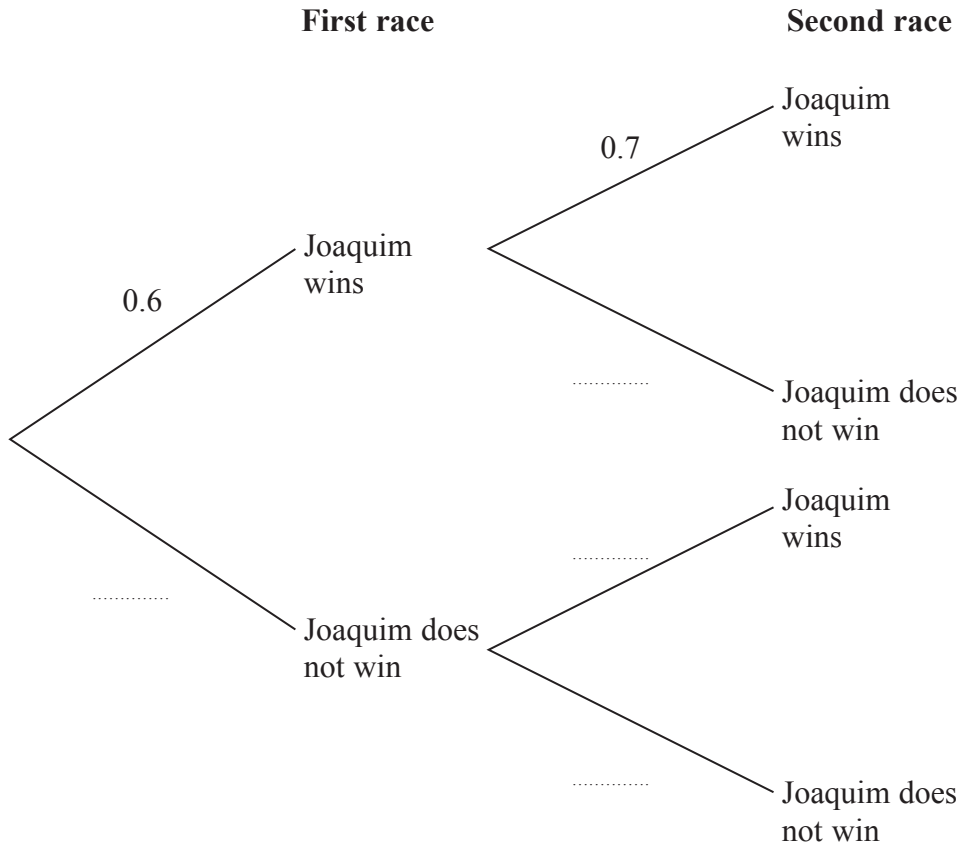 First race
Second race
Joaquim
wins
0.7
Joaquim
wins
0.6
Joaquim does
not win
Joaquim
wins
Joaquim does
not win
Joaquim does
not win